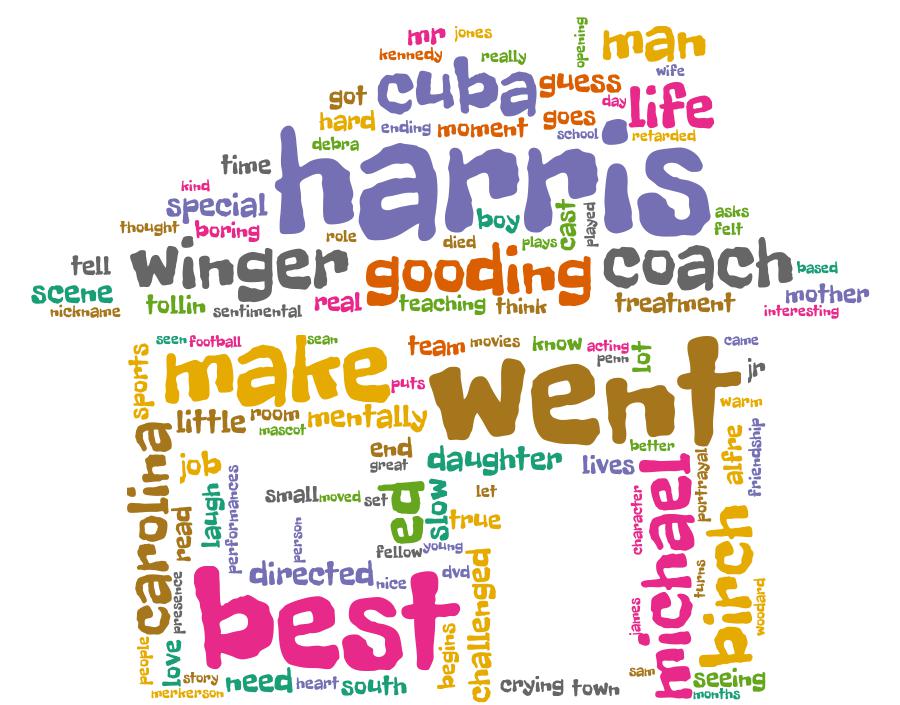 mr jones opening man
kennedy really wife
got cuba guess day life
hard ending moment goes school retarded
debra
time harris
kind
special boy cast played asks
thought boring role died plays felt
tell winger gooding coach based
scene tollin real teaching think treatment mother
nickname sentimental interesting
seen football sean team movies know acting lot came
sports make puts penn went jr
little room mentally warm
mascot
end better
great daughter lives alfre friendship
carolina job laugh performances
small moved set ed slow let
read person true character michael portrayal
fellow young
directed nice dvd
presence best begins challenged turns birch woodard
james
people love
story need heart south crying town sam seeing
merkerson months